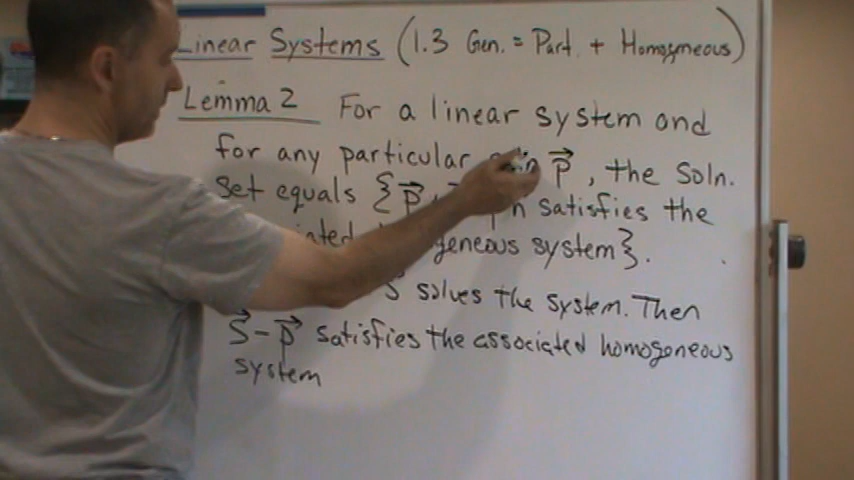 Linear Systems (1.3 Gen. = Part. + Homogeneous)
Lemma 2 For a linear system and
for any particular p⃗, the soln.
set equals {p⃗ satisfies the
geneous system}.
s⃗ solves the system. Then
s⃗ - p⃗ satisfies the associated homogeneous
system